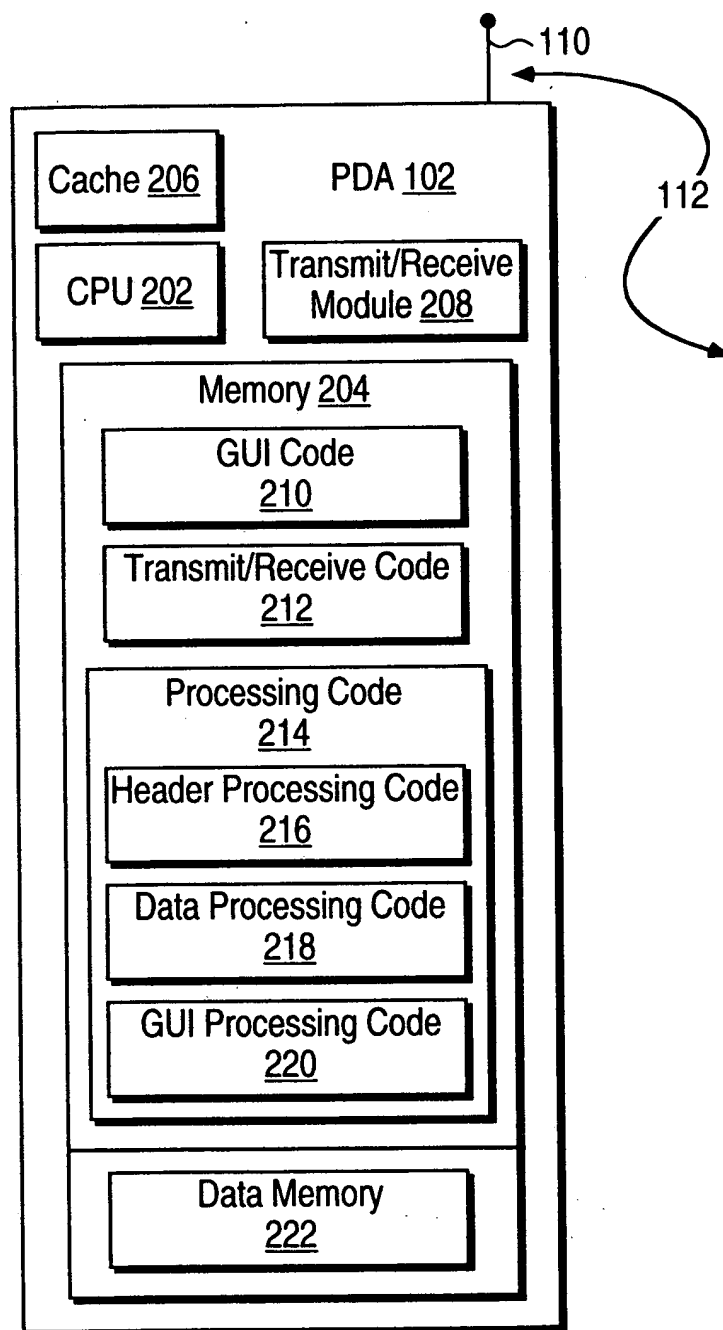 110
Cache 206
PDA 102
112
CPU 202
Transmit/Receive
Module 208
Memory 204
GUI Code
210
Transmit/Receive Code
212
Processing Code
214
Header Processing Code
216
Data Processing Code
218
GUI Processing Code
220
Data Memory
222